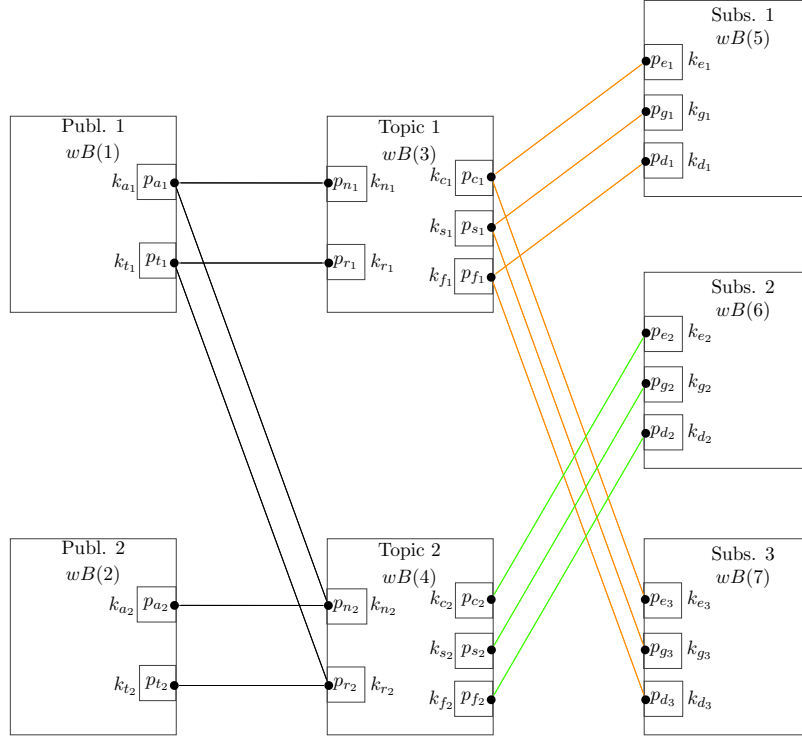 Publ. 1
wB(1)
k_{a_1} p_{a_1}
k_{t_1} p_{t_1}
Topic 1
wB(3)
p_{n_1} k_{n_1}
p_{r_1} k_{r_1}
k_{c_1} p_{c_1}
k_{s_1} p_{s_1}
k_{f_1} p_{f_1}
Subs. 1
wB(5)
p_{e_1} k_{e_1}
p_{g_1} k_{g_1}
p_{d_1} k_{d_1}
Subs. 2
wB(6)
p_{e_2} k_{e_2}
p_{g_2} k_{g_2}
p_{d_2} k_{d_2}
Publ. 2
wB(2)
k_{a_2} p_{a_2}
k_{t_2} p_{t_2}
Topic 2
wB(4)
p_{n_2} k_{n_2}
p_{r_2} k_{r_2}
k_{c_2} p_{c_2}
k_{s_2} p_{s_2}
k_{f_2} p_{f_2}
Subs. 3
wB(7)
p_{e_3} k_{e_3}
p_{g_3} k_{g_3}
p_{d_3} k_{d_3}